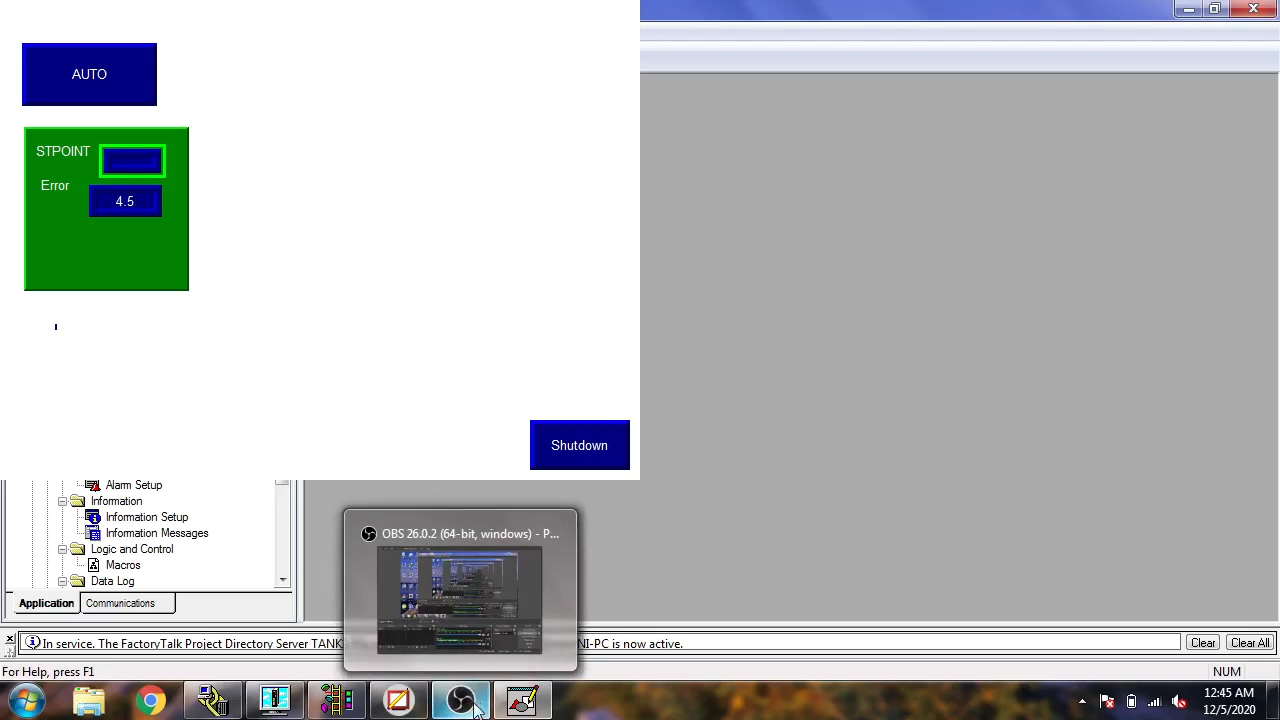 AUTO
STPOINT
Error
4.5
Shutdown
Alarm Setup
Information
Information Setup
Information Messages
Logic and Control
Macros
Data Log
Application
Communications
OBS 26.0.2 (64-bit, windows) - P...
In service. The FactoryTalk Project Directory Server TANK
NI-PC is now active.
Clear
Clear All
For Help, press F1
NUM
12:45 AM
12/5/2020